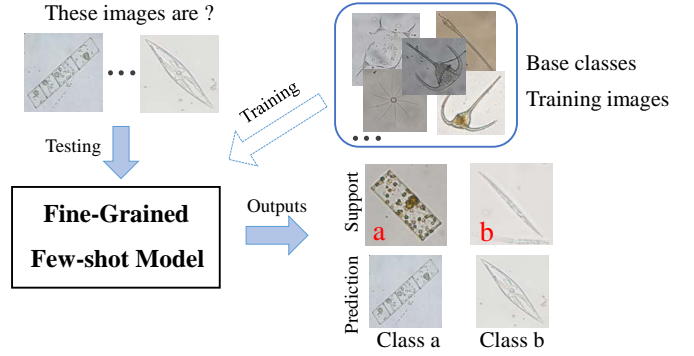 These images are ?
Base classes
Training images
Training
Testing
Fine-Grained
Few-shot Model
Outputs
Support
a
b
Prediction
Class a
Class b